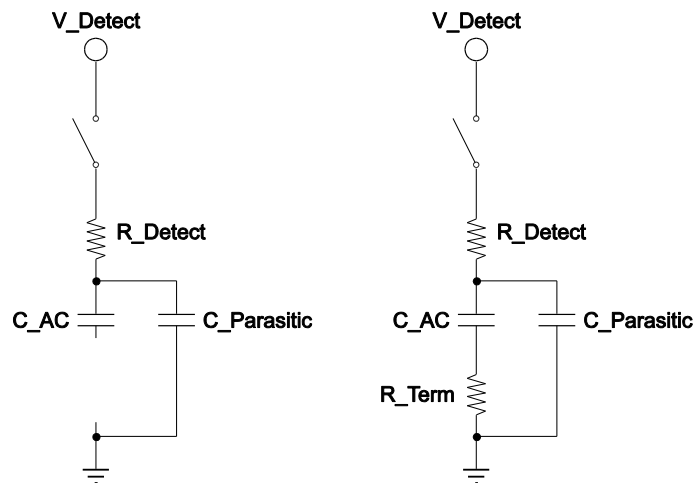 V_Detect
V_Detect
R_Detect
R_Detect
C_AC
C_Parasitic
C_AC
C_Parasitic
R_Term